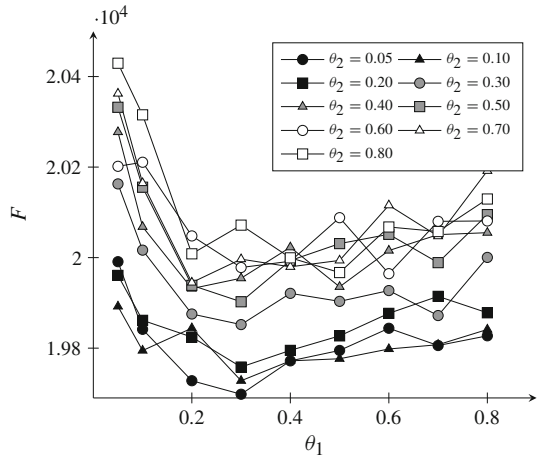 ·10⁴
2.04
2.02
2
1.98
F
θ₂ = 0.05
θ₂ = 0.10
θ₂ = 0.20
θ₂ = 0.30
θ₂ = 0.40
θ₂ = 0.50
θ₂ = 0.60
θ₂ = 0.70
θ₂ = 0.80
0.2 0.4 0.6 0.8
θ₁